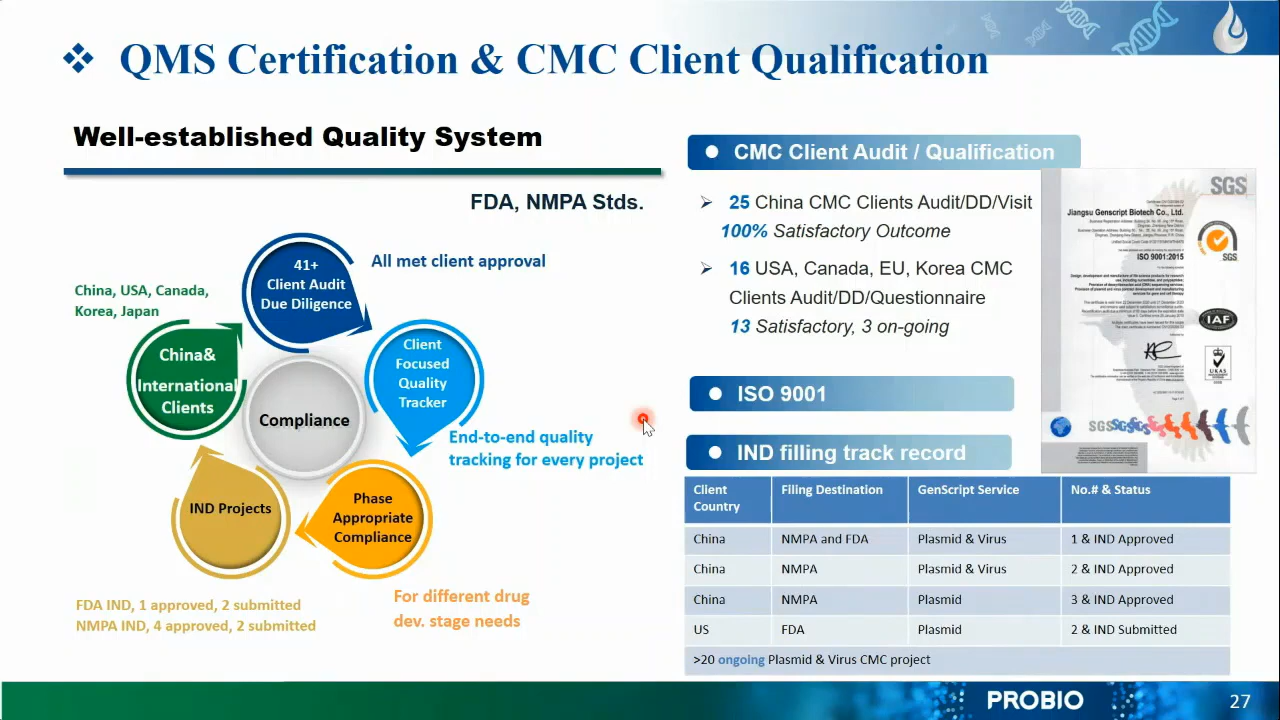 QMS Certification & CMC Client Qualification
Well-established Quality System
FDA, NMPA Stds.
41+
Client Audit
Due Diligence
All met client approval
China, USA, Canada,
Korea, Japan
China&
International
Clients
Client
Focused
Quality
Tracker
Compliance
End-to-end quality
tracking for every project
IND Projects
Phase
Appropriate
Compliance
For different drug
dev. stage needs
FDA IND, 1 approved, 2 submitted
NMPA IND, 4 approved, 2 submitted
CMC Client Audit / Qualification
25 China CMC Clients Audit/DD/Visit
100% Satisfactory Outcome
16 USA, Canada, EU, Korea CMC
Clients Audit/DD/Questionnaire
13 Satisfactory, 3 on-going
SGS
Jiangsu Genscript Biotech Co., Ltd.
ISO 9001:2015
SGS
IAF
UKAS
SGS
ISO 9001
IND filling track record
Client Country Filing Destination GenScript Service No.# & Status
China NMPA and FDA Plasmid & Virus 1 & IND Approved
China NMPA Plasmid & Virus 2 & IND Approved
China NMPA Plasmid 3 & IND Approved
US FDA Plasmid 2 & IND Submitted
>20 ongoing Plasmid & Virus CMC project
PROBIO
27